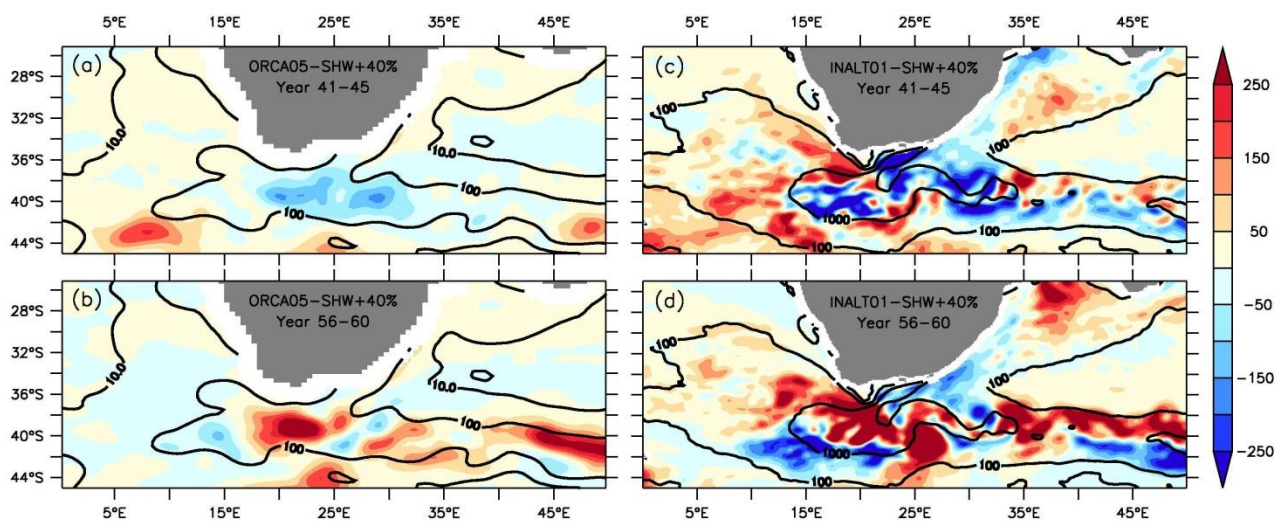 5°E 15°E 25°E 35°E 45°E 5°E 15°E 25°E 35°E 45°E
(a) ORCA05-SHW+40% (c) INALT01-SHW+40%
Year 41-45 Year 41-45
28°S
32°S
36°S
40°S
44°S
10.0 10.0 100 100 100 1000 100 100
250
150
50
-50
-150
-250
(b) ORCA05-SHW+40% (d) INALT01-SHW+40%
Year 56-60 Year 56-60
28°S
32°S
36°S
40°S
44°S
10.0 10.0 100 100 100 100 1000 100 100
5°E 15°E 25°E 35°E 45°E 5°E 15°E 25°E 35°E 45°E